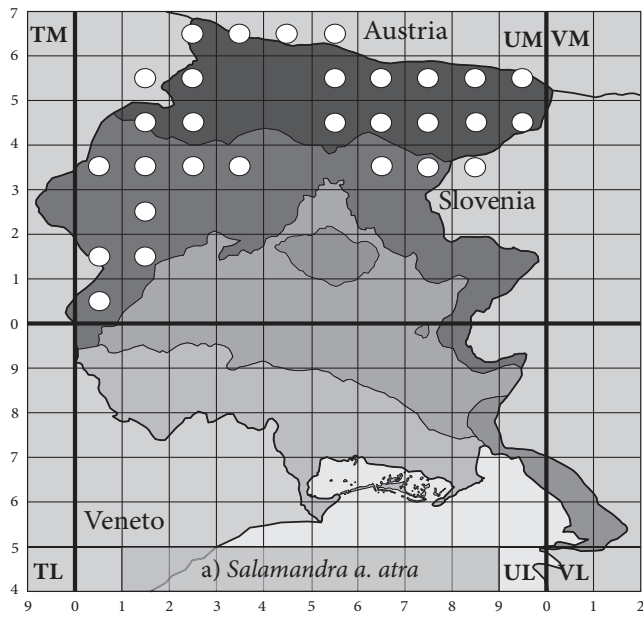 7
TM
Austria
UM VM
6
5
4
3
Slovenia
2
1
0
9
8
7
6
Veneto
5
TL
a) Salamandra a. atra
UL VL
4
9 0 1 2 3 4 5 6 7 8 9 0 1 2